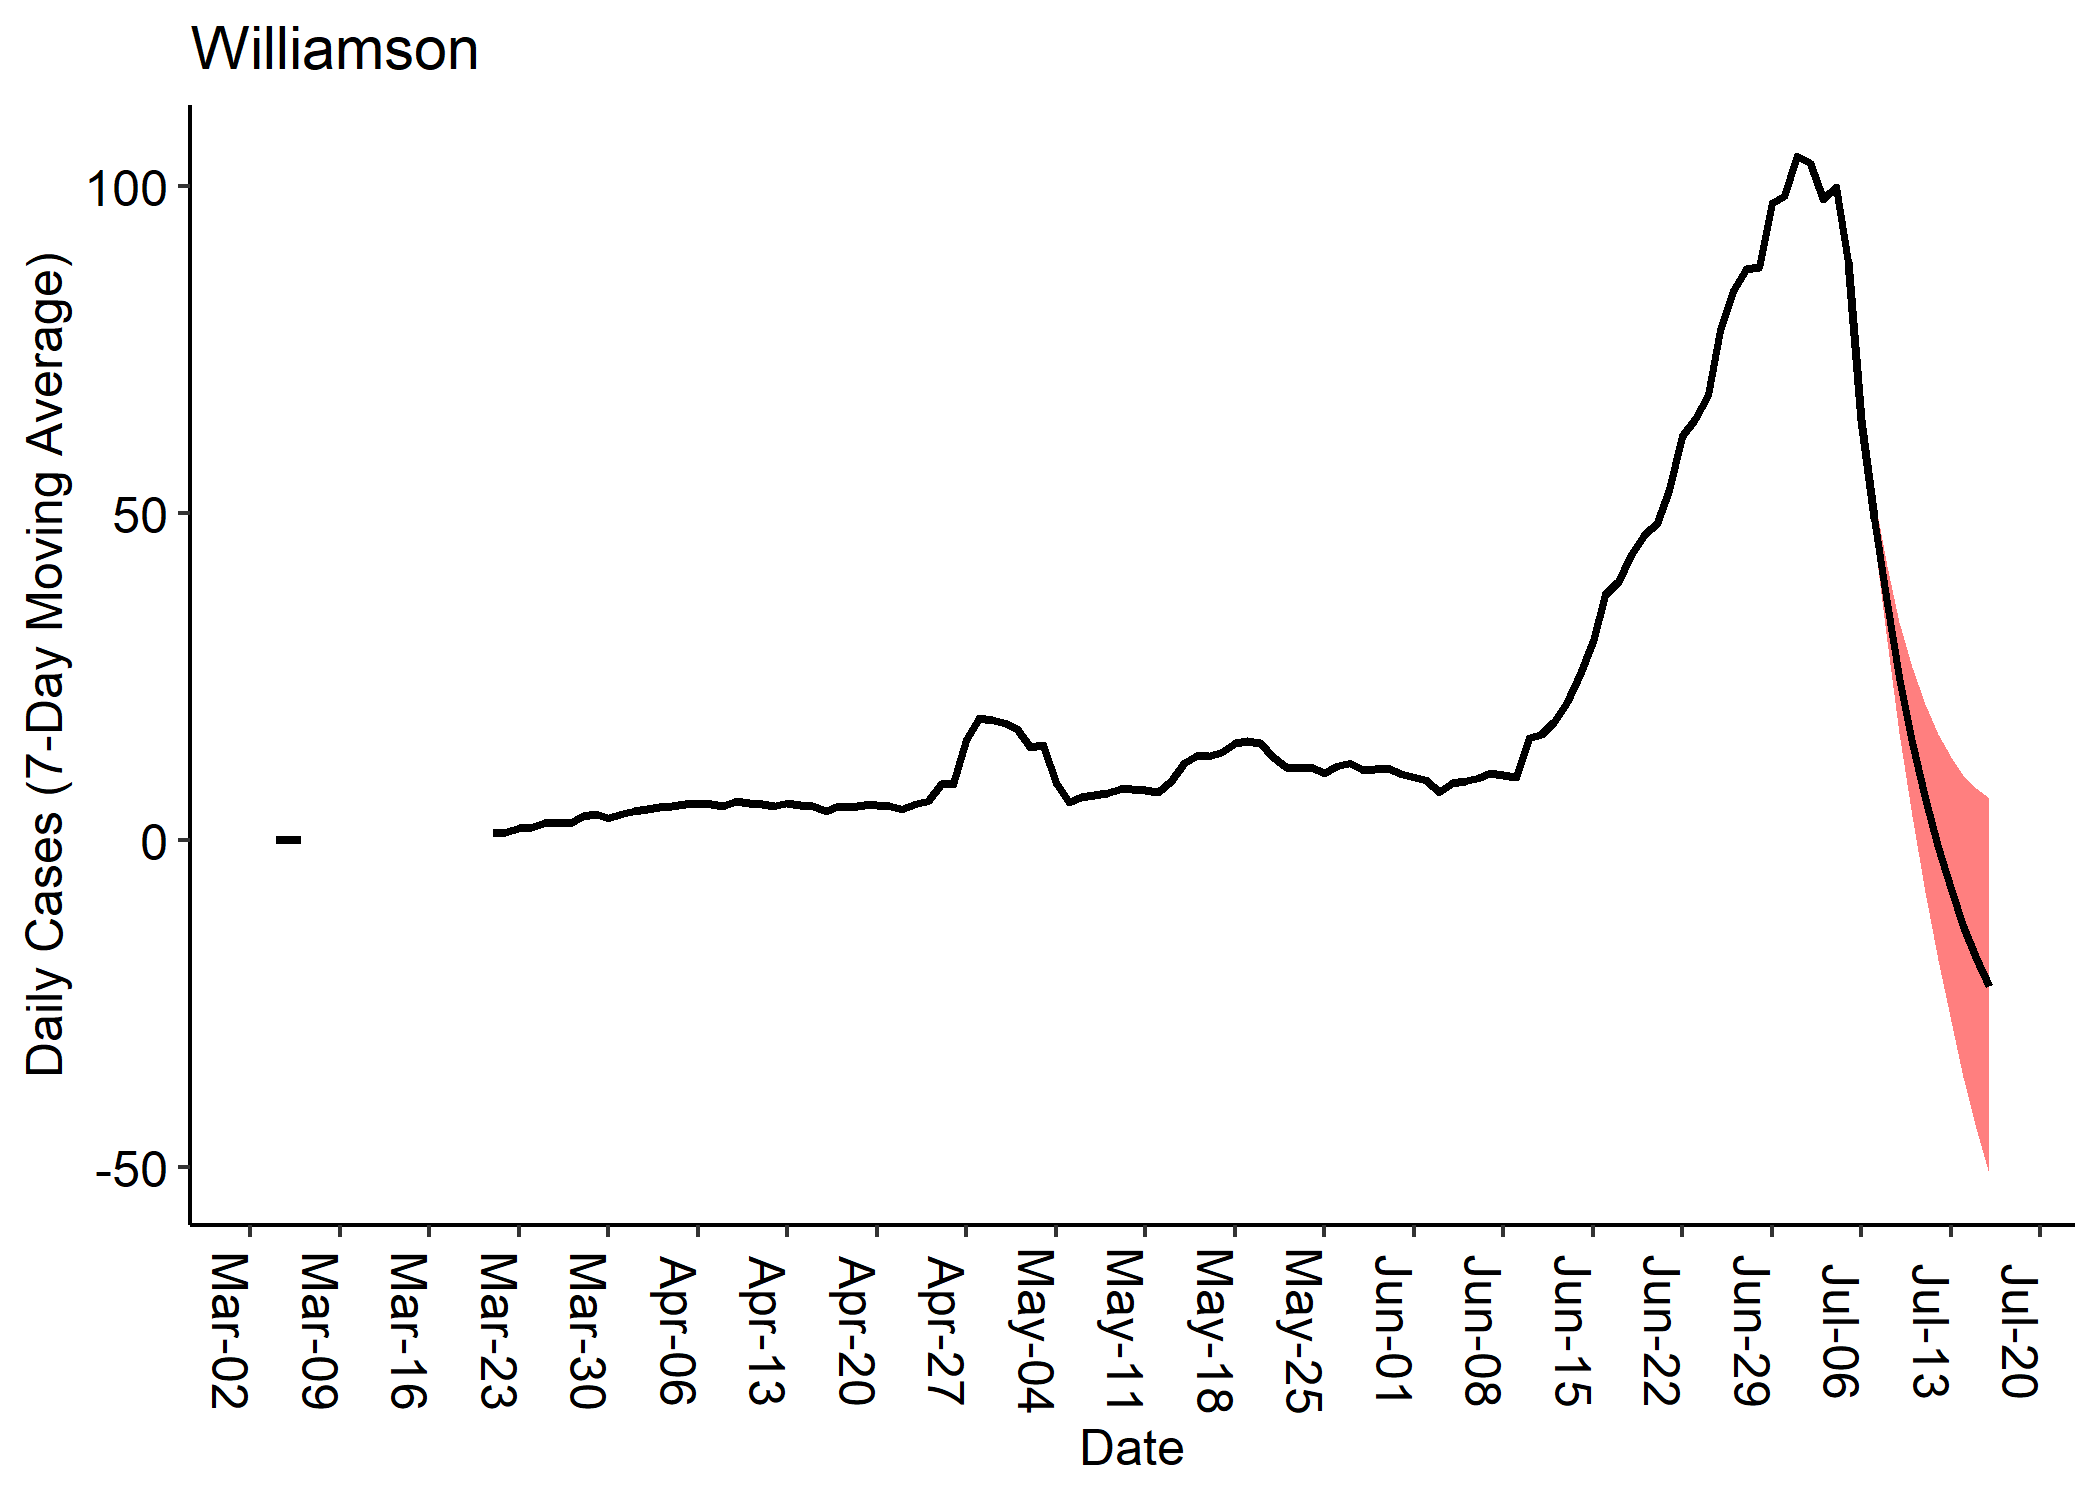 Williamson
Daily Cases (7-Day Moving Average)
100
50
0
-50
Mar-02
Mar-09
Mar-16
Mar-23
Mar-30
Apr-06
Apr-13
Apr-20
Apr-27
May-04
May-11
May-18
May-25
Jun-01
Jun-08
Jun-15
Jun-22
Jun-29
Jul-06
Jul-13
Jul-20
Date